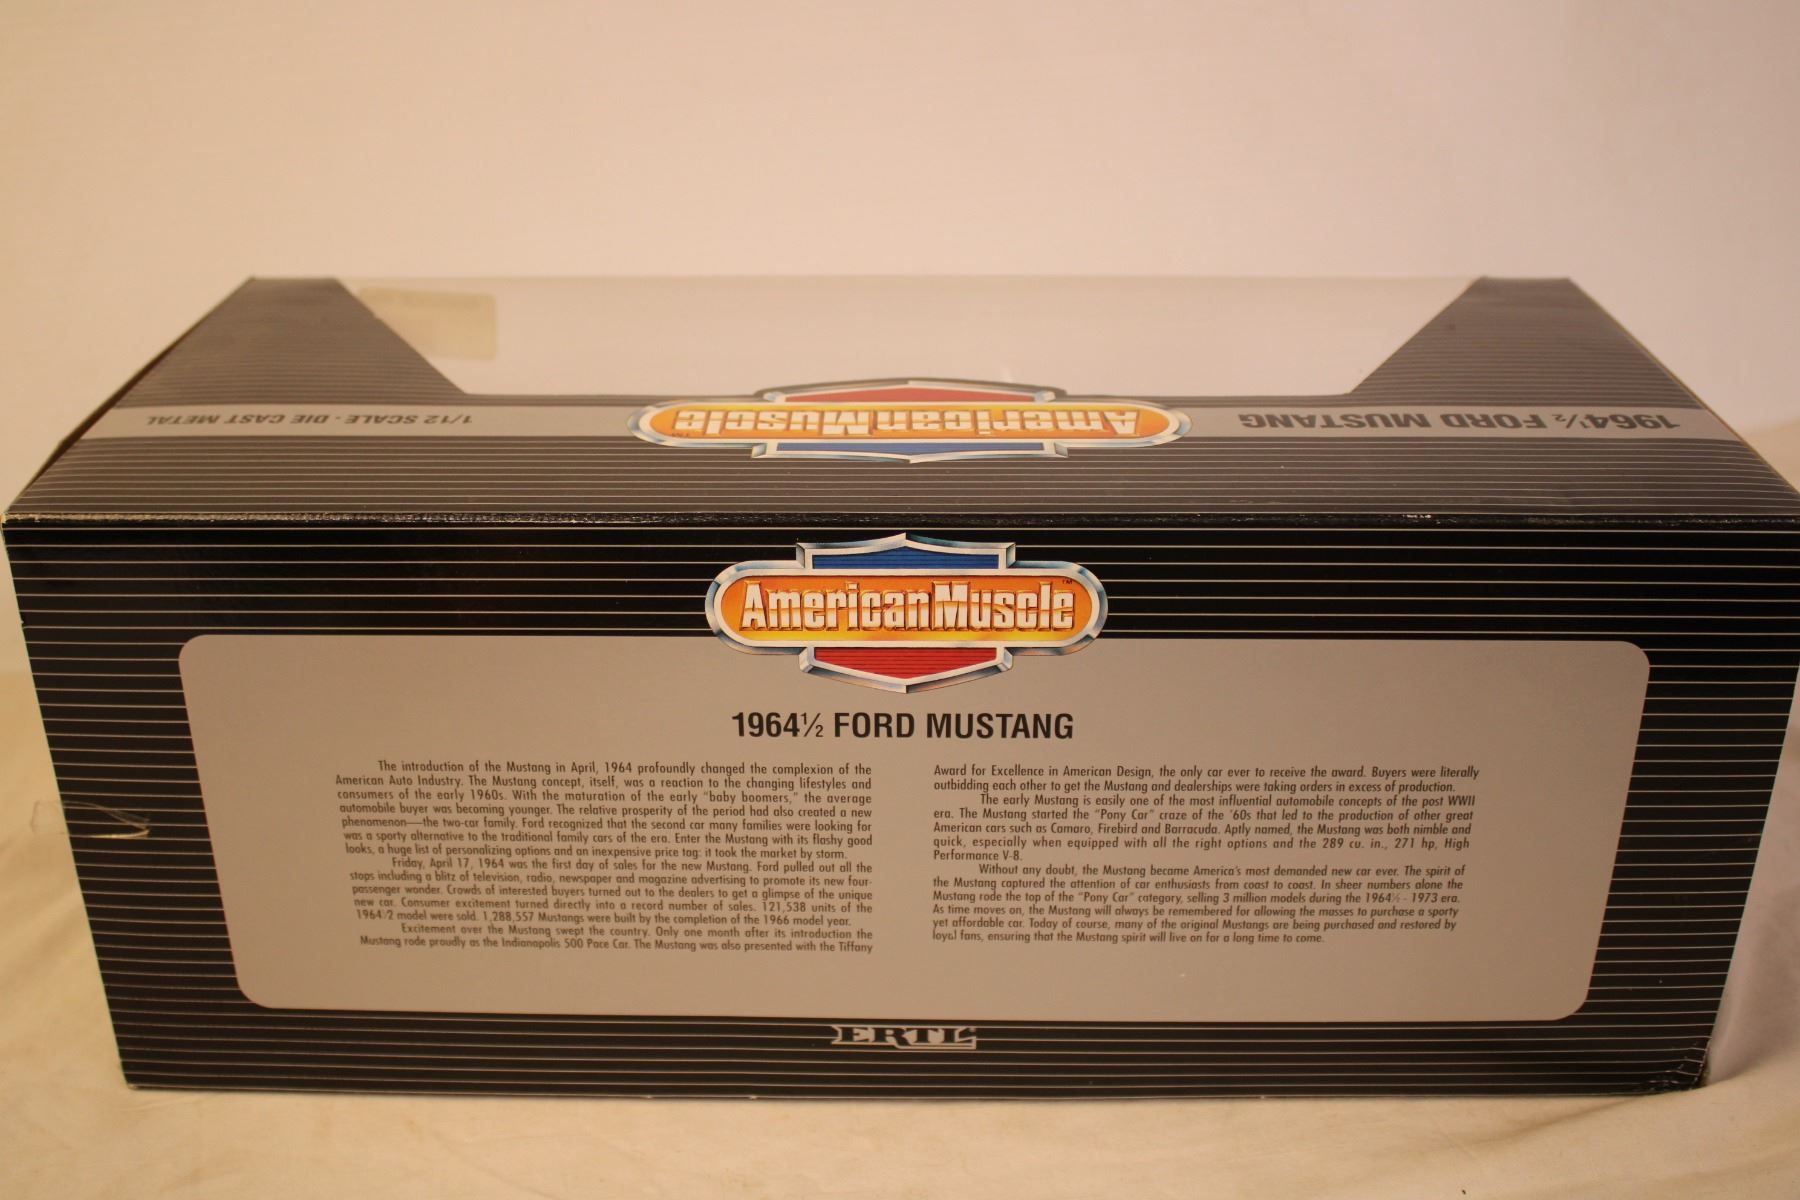 1/12 SCALE - DIE CAST METAL
AmericanMuscle™
1964½ FORD MUSTANG
AmericanMuscle™
1964½ FORD MUSTANG
The introduction of the Mustang in April, 1964 profoundly changed the complexion of the
American Auto Industry. The Mustang concept, itself, was a reaction to the changing lifestyles and
consumers of the early 1960s. With the maturation of the early "baby boomers," the average
automobile buyer was becoming younger. The relative prosperity of the period had also created a new
phenomenon—the two-car family. Ford recognized that the second car many families were looking for
was a sporty alternative to the traditional family cars of the era. Enter the Mustang with its flashy good
looks, a huge list of personalizing options and an inexpensive price tag: it took the market by storm.
Friday, April 17, 1964 was the first day of sales for the new Mustang. Ford pulled out all the
stops including a blitz of television, radio, newspaper and magazine advertising to promote its new four-
passenger wonder. Crowds of interested buyers turned out to the dealers to get a glimpse of the unique
new car. Consumer excitement turned directly into a record number of sales. 121,538 units of the
1964½ model were sold. 1,288,557 Mustangs were built by the completion of the 1966 model year.
Excitement over the Mustang swept the country. Only one month after its introduction the
Mustang rode proudly as the Indianapolis 500 Pace Car. The Mustang was also presented with the Tiffany
Award for Excellence in American Design, the only car ever to receive the award. Buyers were literally
outbidding each other to get the Mustang and dealerships were taking orders in excess of production.
The early Mustang is easily one of the most influential automobile concepts of the post WWII
era. The Mustang started the "Pony Car" craze of the '60s that led to the production of other great
American cars such as Camaro, Firebird and Barracuda. Aptly named, the Mustang was both nimble and
quick, especially when equipped with all the right options and the 289 cu. in., 271 hp, High
Performance V-8.
Without any doubt, the Mustang became America's most demanded new car ever. The spirit of
the Mustang captured the attention of car enthusiasts from coast to coast. In sheer numbers alone the
Mustang rode the top of the "Pony Car" category, selling 3 million models during the 1964½ - 1973 era.
As time moves on, the Mustang will always be remembered for allowing the masses to purchase a sporty
yet affordable car. Today of course, many of the original Mustangs are being purchased and restored by
loyal fans, ensuring that the Mustang spirit will live on for a long time to come.
ERTL®